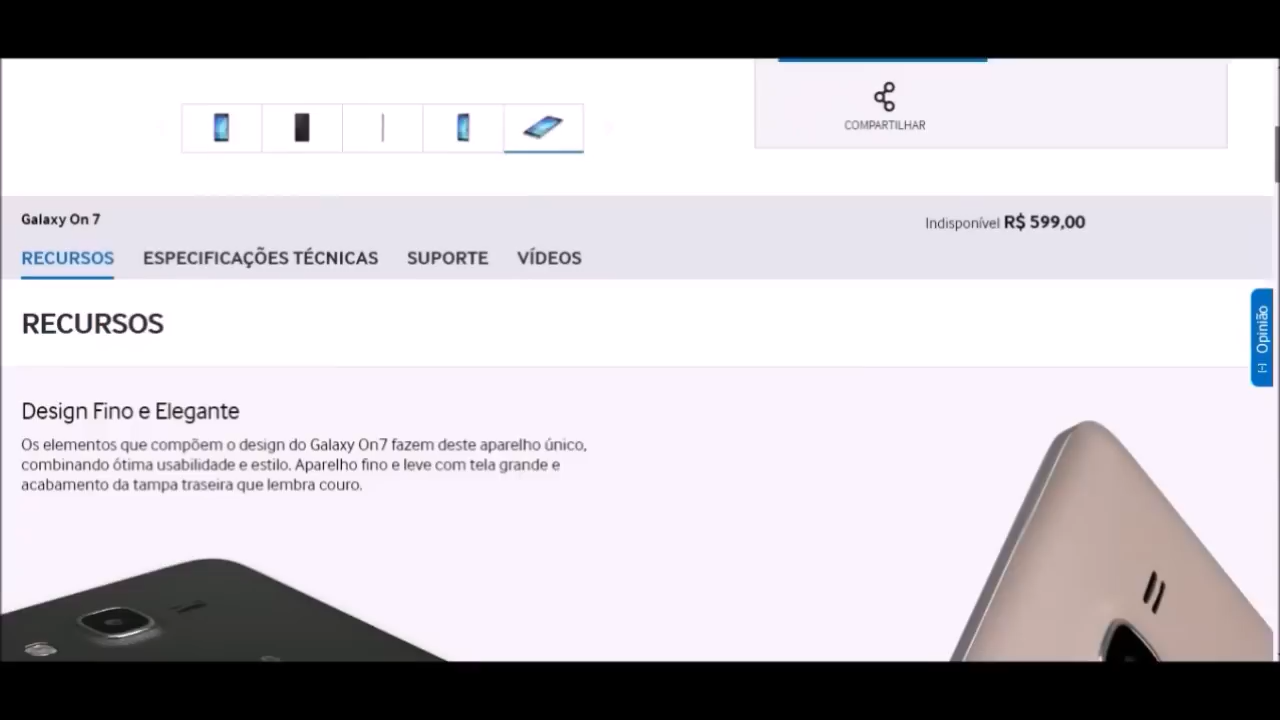 COMPARTILHAR
Galaxy On 7
Indisponível R$ 599,00
RECURSOS ESPECIFICAÇÕES TÉCNICAS SUPORTE VÍDEOS
RECURSOS
[-] Opinião
Design Fino e Elegante
Os elementos que compõem o design do Galaxy On7 fazem deste aparelho único,
combinando ótima usabilidade e estilo. Aparelho fino e leve com tela grande e
acabamento da tampa traseira que lembra couro.